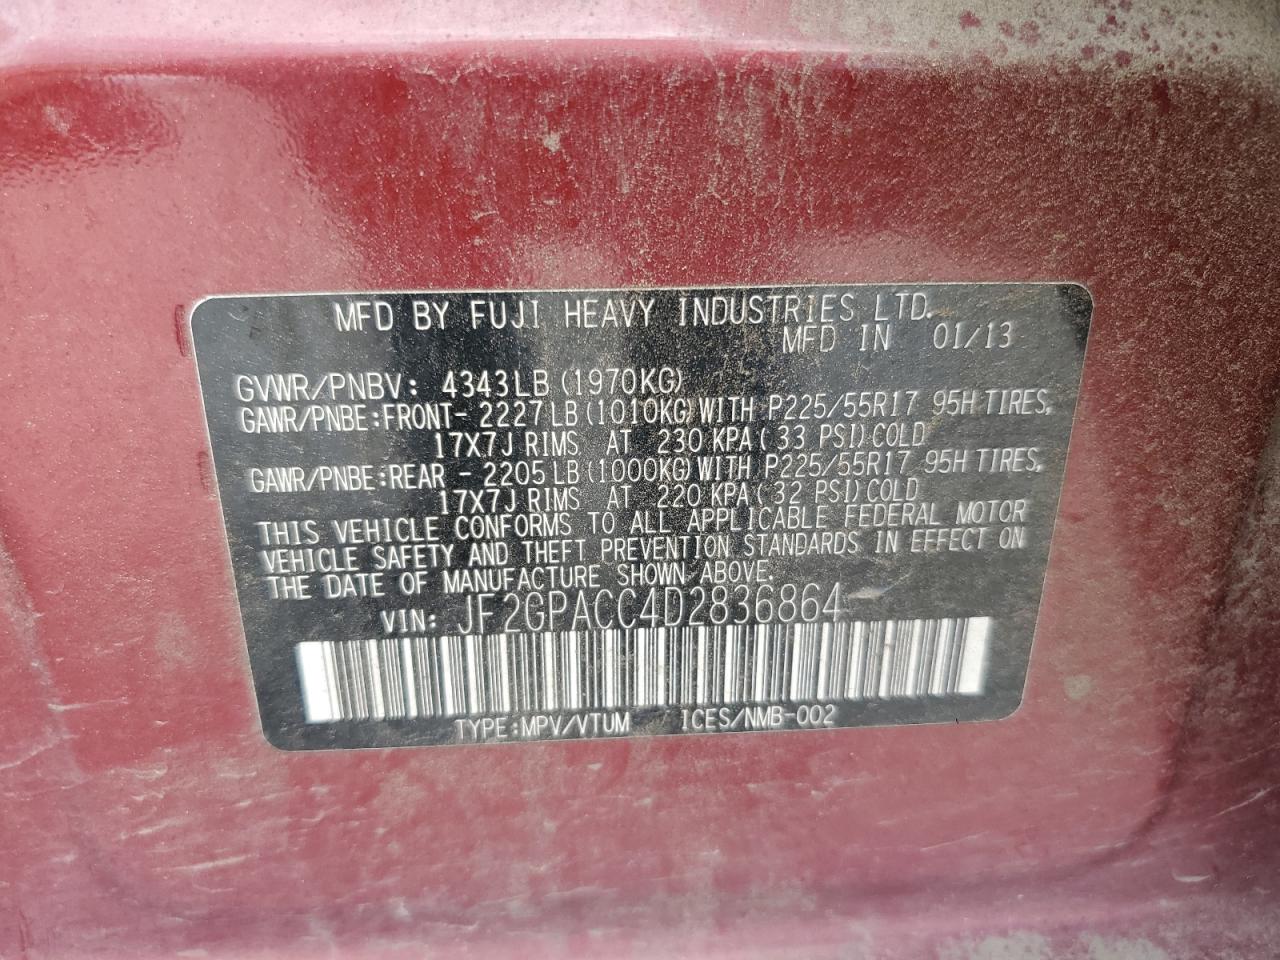 MFD BY FUJI HEAVY INDUSTRIES LTD.
MFD IN 01/13
GVWR/PNBV: 4343LB (1970KG)
GAWR/PNBE:FRONT- 2227LB (1010KG) WITH P225/55R17 95H TIRES,
17X7J RIMS AT 230 KPA (33 PSI) COLD
GAWR/PNBE:REAR - 2205LB (1000KG) WITH P225/55R17 95H TIRES,
17X7J RIMS AT 220 KPA (32 PSI) COLD
THIS VEHICLE CONFORMS TO ALL APPLICABLE FEDERAL MOTOR
VEHICLE SAFETY AND THEFT PREVENTION STANDARDS IN EFFECT ON
THE DATE OF MANUFACTURE SHOWN ABOVE.
VIN: JF2GPACC4D2836864
TYPE:MPV/VTUM / ICES/NMB-002